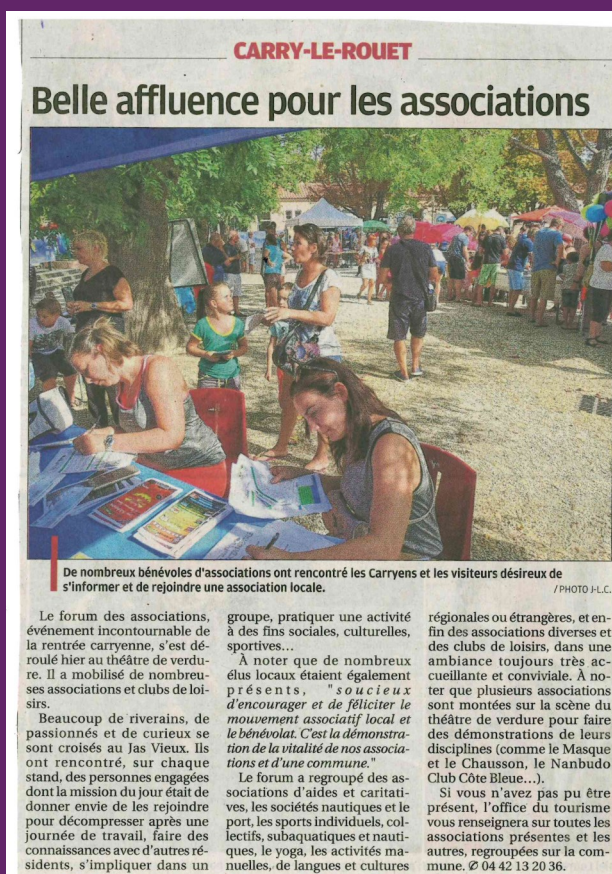 CARRY-LE-ROUET
Belle affluence pour les associations
De nombreux bénévoles d'associations ont rencontré les Carryens et les visiteurs désireux de
s'informer et de rejoindre une association locale.
/ PHOTO J-L.C.
Le forum des associations,
événement incontournable de
la rentrée carryenne, s'est dé-
roulé hier au théâtre de verdu-
re. Il a mobilisé de nombreu-
ses associations et clubs de loi-
sirs.
Beaucoup de riverains, de
passionnés et de curieux se
sont croisés au Jas Vieux. Ils
ont rencontré, sur chaque
stand, des personnes engagées
dont la mission du jour était de
donner envie de les rejoindre
pour décompresser après une
journée de travail, faire des
connaissances avec d'autres ré-
sidents, s'impliquer dans un
groupe, pratiquer une activité
à des fins sociales, culturelles,
sportives...
À noter que de nombreux
élus locaux étaient également
présents, "soucieux
d'encourager et de féliciter le
mouvement associatif local et
le bénévolat. C'est la démonstra-
tion de la vitalité de nos associa-
tions et d'une commune."
Le forum a regroupé des as-
sociations d'aides et caritati-
ves, les sociétés nautiques et le
port, les sports individuels, col-
lectifs, subaquatiques et nauti-
ques, le yoga, les activités ma-
nuelles, de langues et cultures
régionales ou étrangères, et en-
fin des associations diverses et
des clubs de loisirs, dans une
ambiance toujours très ac-
cueillante et conviviale. À no-
ter que plusieurs associations
sont montées sur la scène du
théâtre de verdure pour faire
des démonstrations de leurs
disciplines (comme le Masque
et le Chausson, le Nanbudo
Club Côte Bleue...).
Si vous n'avez pas pu être
présent, l'office du tourisme
vous renseignera sur toutes les
associations présentes et les
autres, regroupées sur la com-
mune. ✆ 04 42 13 20 36.